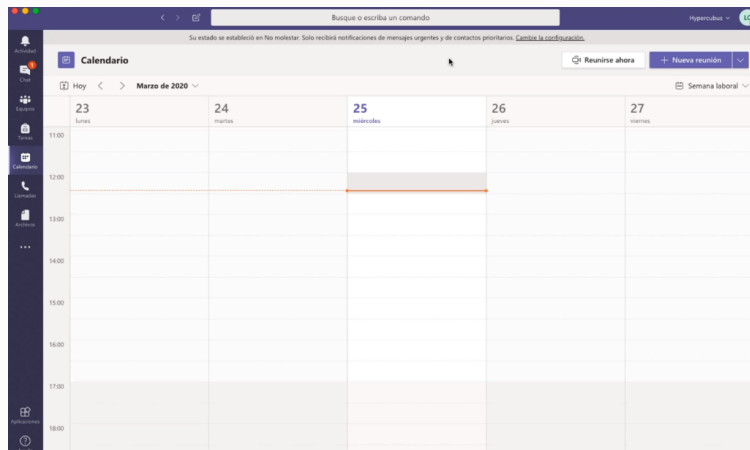 Busque o escriba un comando
Hypercubus
LG
Su estado se estableció en No molestar. Solo recibirá notificaciones de mensajes urgentes y de contactos prioritarios. Cambie la configuración.
Actividad
1
Chat
Equipos
Tareas
Calendario
Llamadas
Archivos
...
Aplicaciones
Calendario
Reunirse ahora
+ Nueva reunión
Hoy
Marzo de 2020
Semana laboral
23
lunes
24
martes
25
miércoles
26
jueves
27
viernes
11:00
12:00
13:00
14:00
15:00
16:00
17:00
18:00